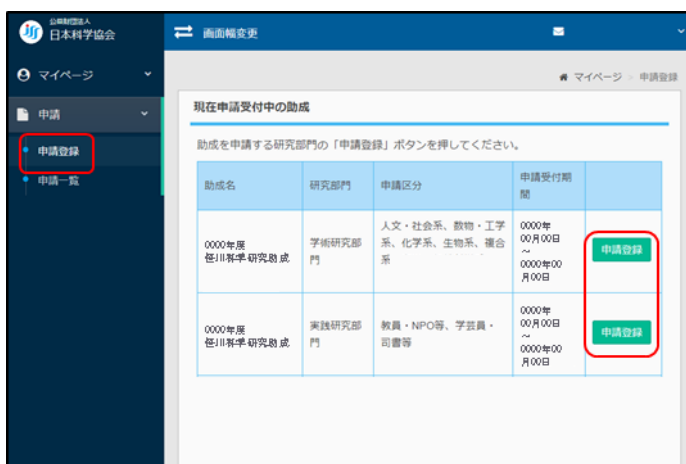 公益財団法人
日本科学協会
画面幅変更
マイページ
マイページ > 申請登録
申請
申請登録
申請一覧
現在申請受付中の助成
助成を申請する研究部門の「申請登録」ボタンを押してください。
助成名
研究部門
申請区分
申請受付期
間
0000年度
笹川科学研究助成
学術研究部
門
人文・社会系、数物・工学
系、化学系、生物系、複合
系
0000年
00月00日
~
0000年00
月00日
申請登録
0000年度
笹川科学研究助成
実践研究部
門
教員・NPO等、学芸員・
司書等
0000年
00月00日
~
0000年00
月00日
申請登録